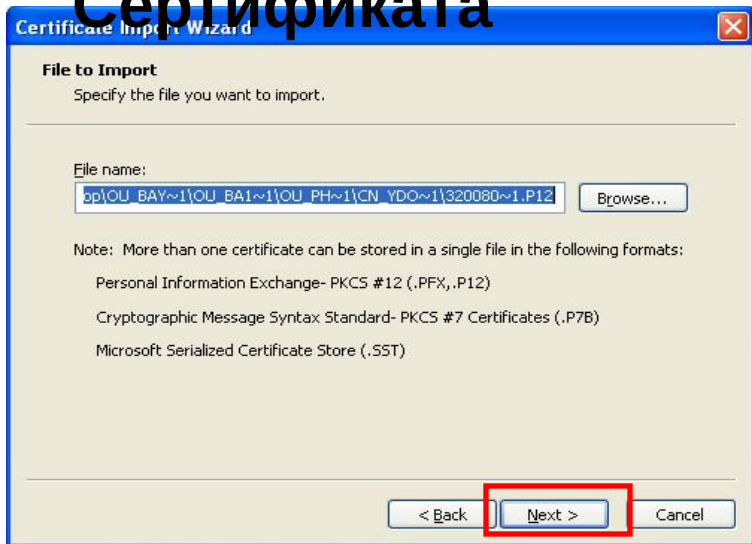 Сертификата
Certificate Import Wizard
File to Import
Specify the file you want to import.
File name:
op\OU_BAY~1\OU_BA1~1\OU_PH~1\CN_YDO~1\320080~1.P12
Browse...
Note: More than one certificate can be stored in a single file in the following formats:
Personal Information Exchange- PKCS #12 (.PFX,.P12)
Cryptographic Message Syntax Standard- PKCS #7 Certificates (.P7B)
Microsoft Serialized Certificate Store (.SST)
< Back Next > Cancel